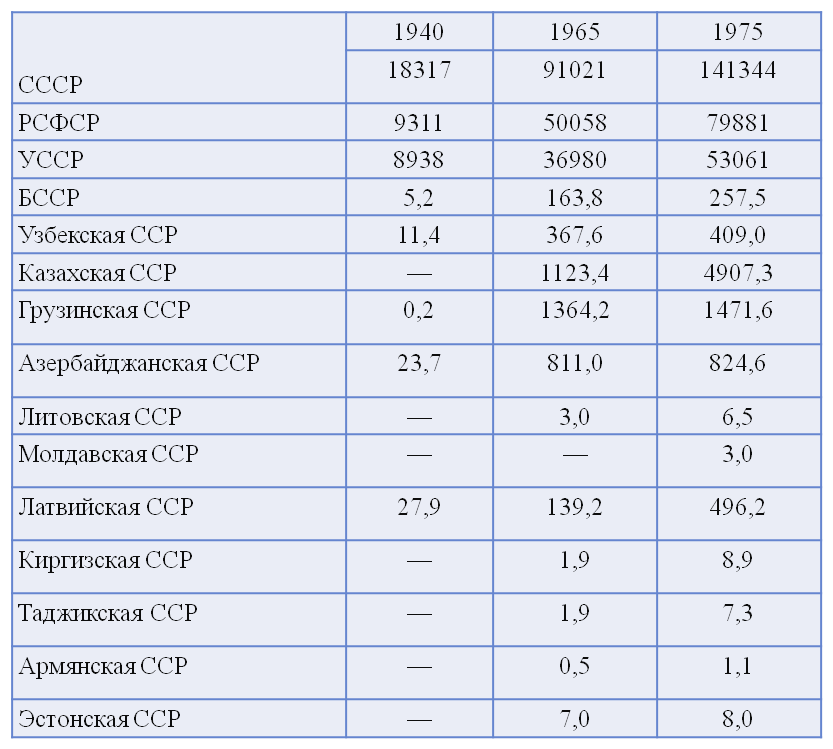 1940 1965 1975
СССР 18317 91021 141344
РСФСР 9311 50058 79881
УССР 8938 36980 53061
БССР 5,2 163,8 257,5
Узбекская ССР 11,4 367,6 409,0
Казахская ССР — 1123,4 4907,3
Грузинская ССР 0,2 1364,2 1471,6
Азербайджанская ССР 23,7 811,0 824,6
Литовская ССР — 3,0 6,5
Молдавская ССР — — 3,0
Латвийская ССР 27,9 139,2 496,2
Киргизская ССР — 1,9 8,9
Таджикская ССР — 1,9 7,3
Армянская ССР — 0,5 1,1
Эстонская ССР — 7,0 8,0